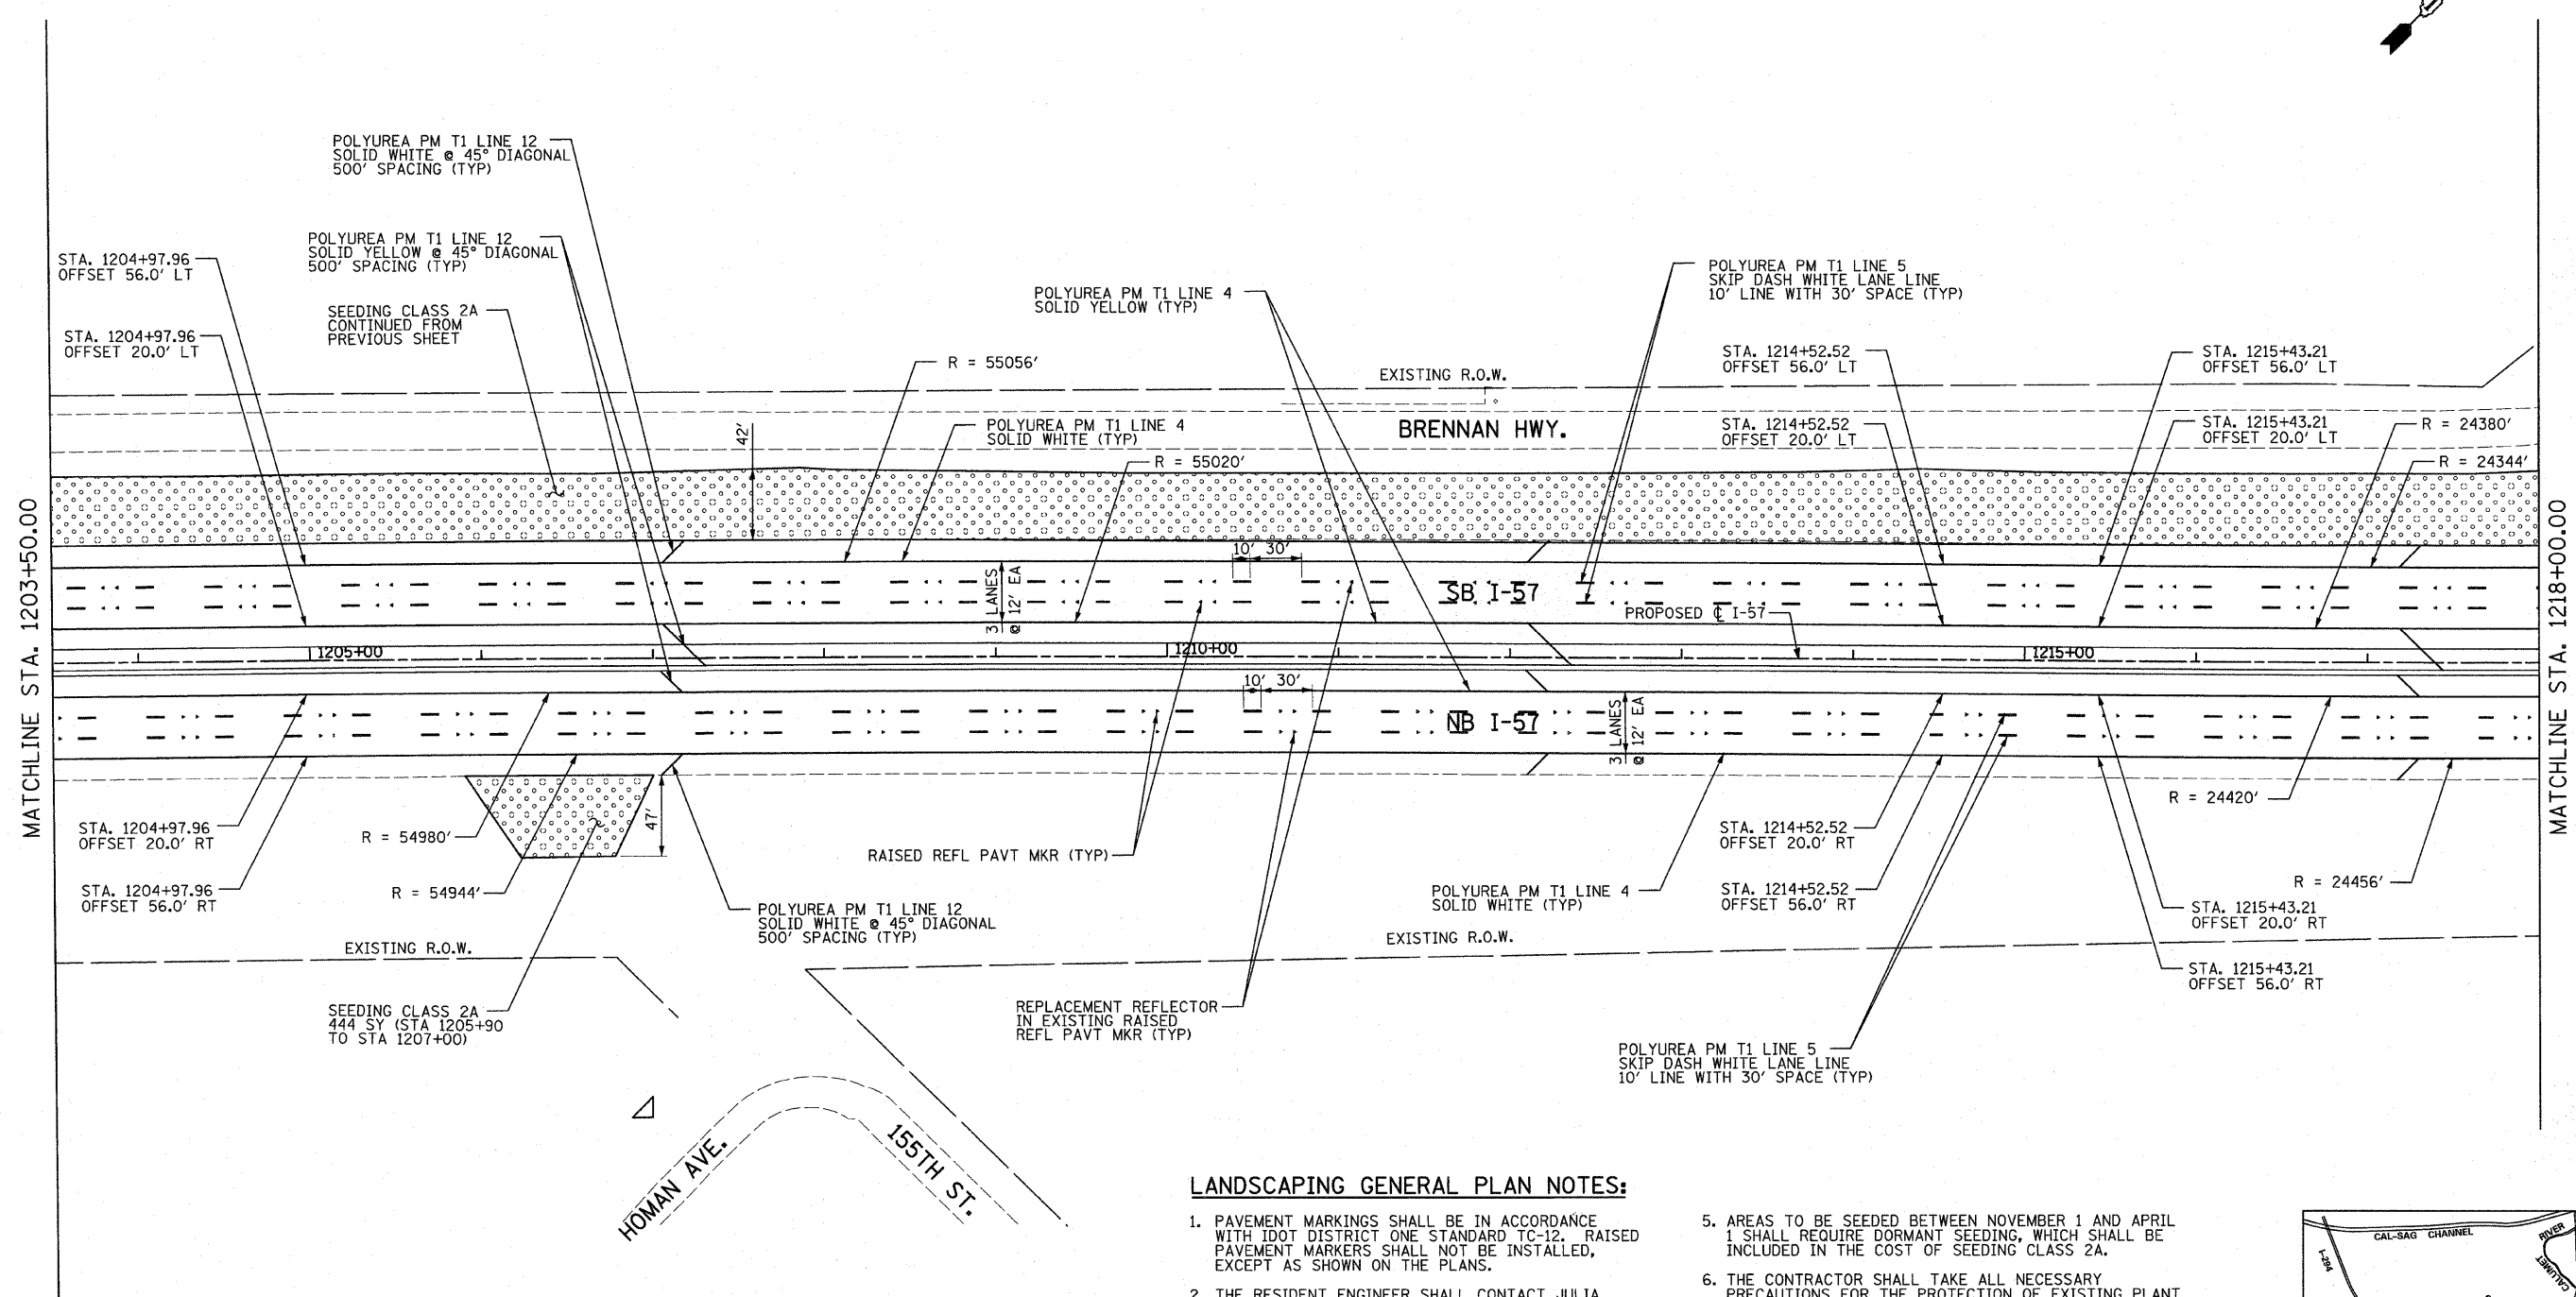 POLYUREA PM T1 LINE 12
SOLID WHITE @ 45° DIAGONAL
500' SPACING (TYP)
POLYUREA PM T1 LINE 12
SOLID YELLOW @ 45° DIAGONAL
500' SPACING (TYP)
STA. 1204+97.96
OFFSET 56.0' LT
SEEDING CLASS 2A
CONTINUED FROM
PREVIOUS SHEET
STA. 1204+97.96
OFFSET 20.0' LT
POLYUREA PM T1 LINE 4
SOLID YELLOW (TYP)
POLYUREA PM T1 LINE 5
SKIP DASH WHITE LANE LINE
10' LINE WITH 30' SPACE (TYP)
R = 55056'
EXISTING R.O.W.
STA. 1214+52.52
OFFSET 56.0' LT
STA. 1215+43.21
OFFSET 56.0' LT
42'
POLYUREA PM T1 LINE 4
SOLID WHITE (TYP)
BRENNAN HWY.
STA. 1214+52.52
OFFSET 20.0' LT
STA. 1215+43.21
OFFSET 20.0' LT
R = 24380'
R = 55020'
R = 24344'
MATCHLINE STA. 1203+50.00
MATCHLINE STA. 1218+00.00
10' 30'
3 LANES
@ 12' EA
SB I-57
PROPOSED ℄ I-57
1205+00
1210+00
1215+00
10' 30'
NB I-57
3 LANES
@ 12' EA
47'
STA. 1204+97.96
OFFSET 20.0' RT
R = 54980'
RAISED REFL PAVT MKR (TYP)
STA. 1214+52.52
OFFSET 20.0' RT
R = 24420'
STA. 1204+97.96
OFFSET 56.0' RT
R = 54944'
POLYUREA PM T1 LINE 12
SOLID WHITE @ 45° DIAGONAL
500' SPACING (TYP)
POLYUREA PM T1 LINE 4
SOLID WHITE (TYP)
STA. 1214+52.52
OFFSET 56.0' RT
R = 24456'
STA. 1215+43.21
OFFSET 20.0' RT
EXISTING R.O.W.
EXISTING R.O.W.
STA. 1215+43.21
OFFSET 56.0' RT
SEEDING CLASS 2A
444 SY (STA 1205+90
TO STA 1207+00)
REPLACEMENT REFLECTOR
IN EXISTING RAISED
REFL PAVT MKR (TYP)
POLYUREA PM T1 LINE 5
SKIP DASH WHITE LANE LINE
10' LINE WITH 30' SPACE (TYP)
HOMAN AVE.
155TH ST.
LANDSCAPING GENERAL PLAN NOTES:
1. PAVEMENT MARKINGS SHALL BE IN ACCORDANCE
WITH IDOT DISTRICT ONE STANDARD TC-12. RAISED
PAVEMENT MARKERS SHALL NOT BE INSTALLED,
EXCEPT AS SHOWN ON THE PLANS.
2. THE RESIDENT ENGINEER SHALL CONTACT JULIA
5. AREAS TO BE SEEDED BETWEEN NOVEMBER 1 AND APRIL
1 SHALL REQUIRE DORMANT SEEDING, WHICH SHALL BE
INCLUDED IN THE COST OF SEEDING CLASS 2A.
6. THE CONTRACTOR SHALL TAKE ALL NECESSARY
PRECAUTIONS FOR THE PROTECTION OF EXISTING PLANT
CAL-SAG CHANNEL
RIVER
CALUMET
I-294